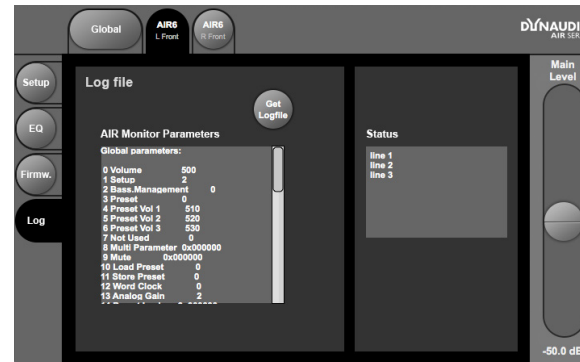 Global
AIR6
L Front
AIR6
R Front
DYNAUDI
AIR SER
Setup
EQ
Firmw.
Log
Log file
Get
Logfile
AIR Monitor Parameters
Global parameters:
0 Volume 500
1 Setup 2
2 Bass.Management 0
3 Preset 0
4 Preset Vol 1 510
5 Preset Vol 2 520
6 Preset Vol 3 530
7 Not Used 0
8 Multi Parameter 0x000000
9 Mute 0x000000
10 Load Preset 0
11 Store Preset 0
12 Word Clock 0
13 Analog Gain 2
Status
line 1
line 2
line 3
Main
Level
-50.0 dB